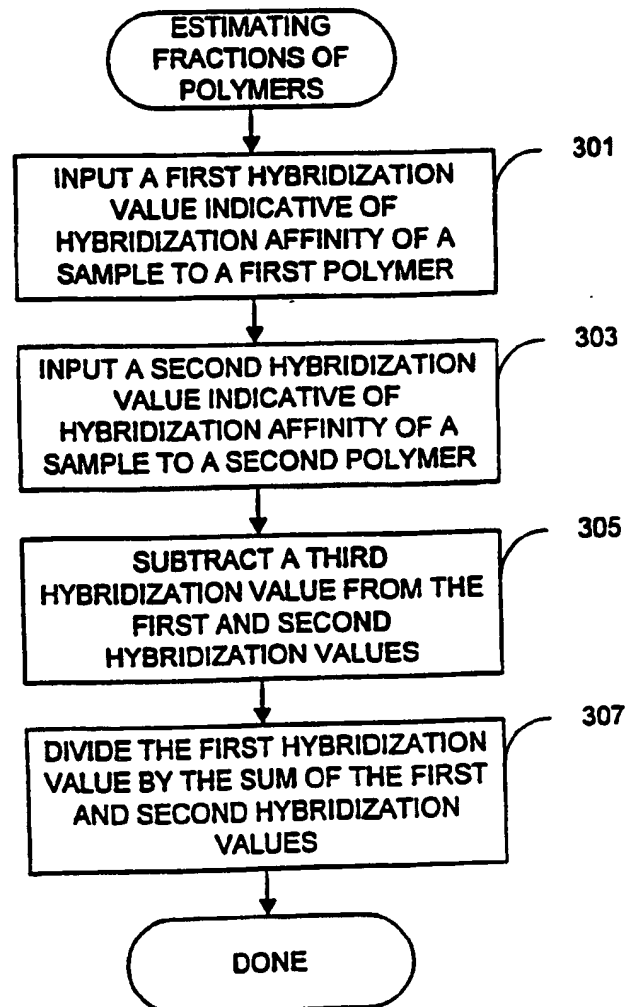 ESTIMATING
FRACTIONS OF
POLYMERS
301
INPUT A FIRST HYBRIDIZATION
VALUE INDICATIVE OF
HYBRIDIZATION AFFINITY OF A
SAMPLE TO A FIRST POLYMER
303
INPUT A SECOND HYBRIDIZATION
VALUE INDICATIVE OF
HYBRIDIZATION AFFINITY OF A
SAMPLE TO A SECOND POLYMER
305
SUBTRACT A THIRD
HYBRIDIZATION VALUE FROM THE
FIRST AND SECOND
HYBRIDIZATION VALUES
307
DIVIDE THE FIRST HYBRIDIZATION
VALUE BY THE SUM OF THE FIRST
AND SECOND HYBRIDIZATION
VALUES
DONE